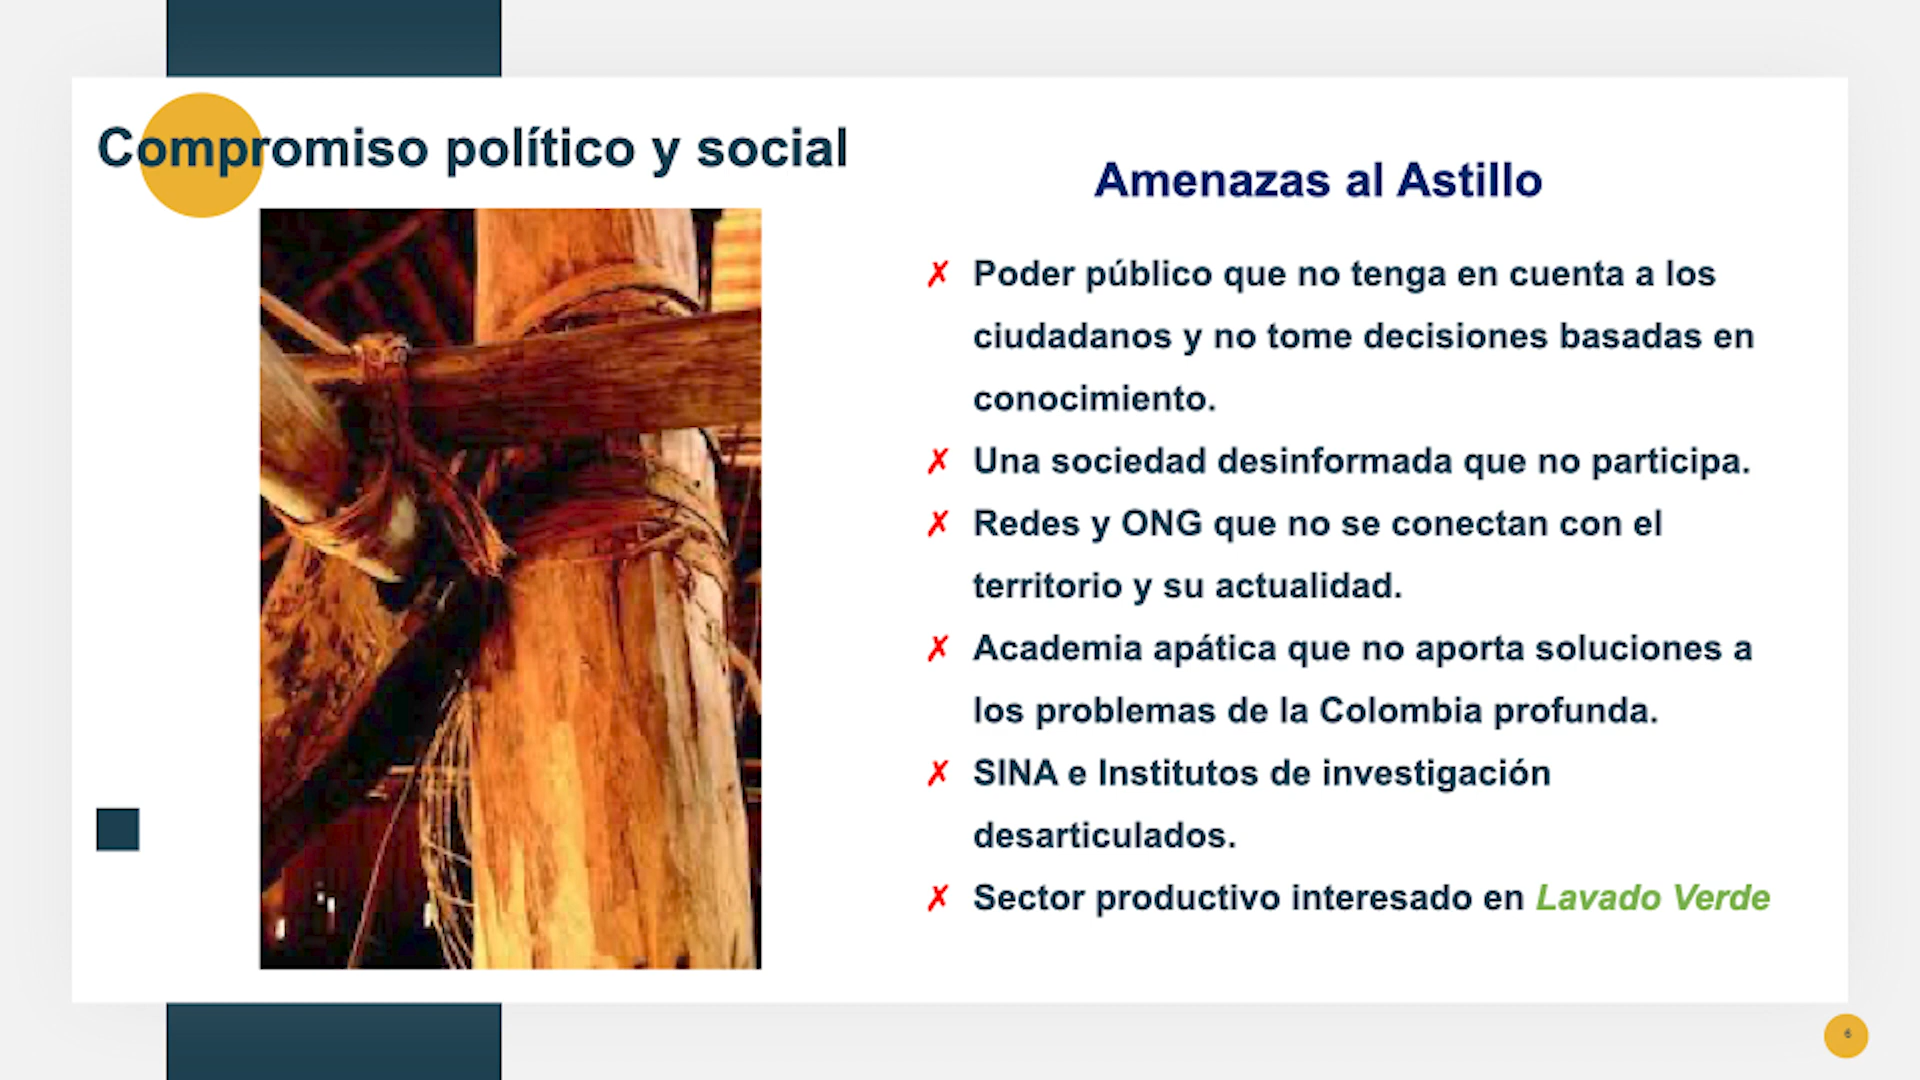 Compromiso político y social
Amenazas al Astillo
✗ Poder público que no tenga en cuenta a los
ciudadanos y no tome decisiones basadas en
conocimiento.
✗ Una sociedad desinformada que no participa.
✗ Redes y ONG que no se conectan con el
territorio y su actualidad.
✗ Academia apática que no aporta soluciones a
los problemas de la Colombia profunda.
✗ SINA e Institutos de investigación
desarticulados.
✗ Sector productivo interesado en Lavado Verde
6